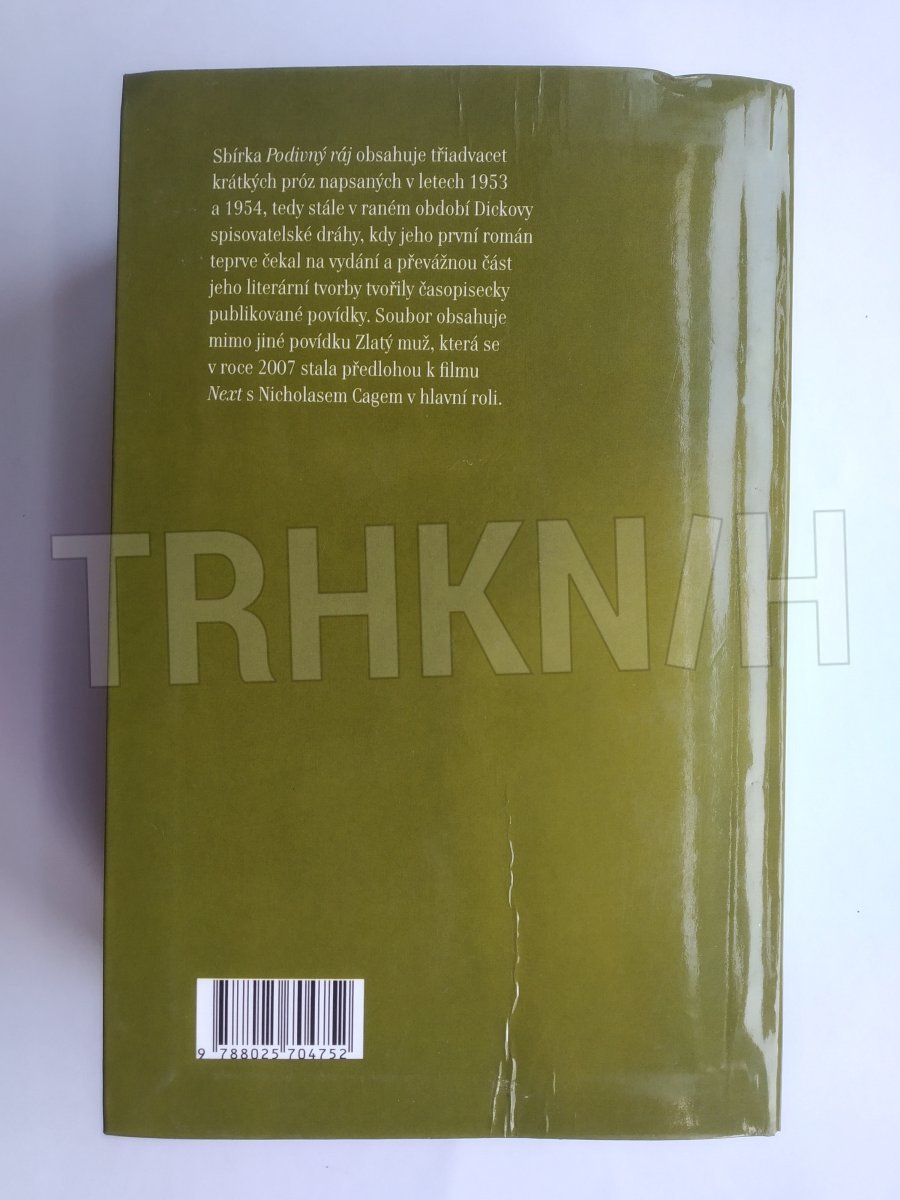 Sbírka Podivný ráj obsahuje třiadvacet
krátkých próz napsaných v letech 1953
a 1954, tedy stále v raném období Dickovy
spisovatelské dráhy, kdy jeho první román
teprve čekal na vydání a převážnou část
jeho literární tvorby tvořily časopisecky
publikované povídky. Soubor obsahuje
mimo jiné povídku Zlatý muž, která se
v roce 2007 stala předlohou k filmu
Next s Nicholasem Cagem v hlavní roli.
TRHKNIH
9 788025 704752